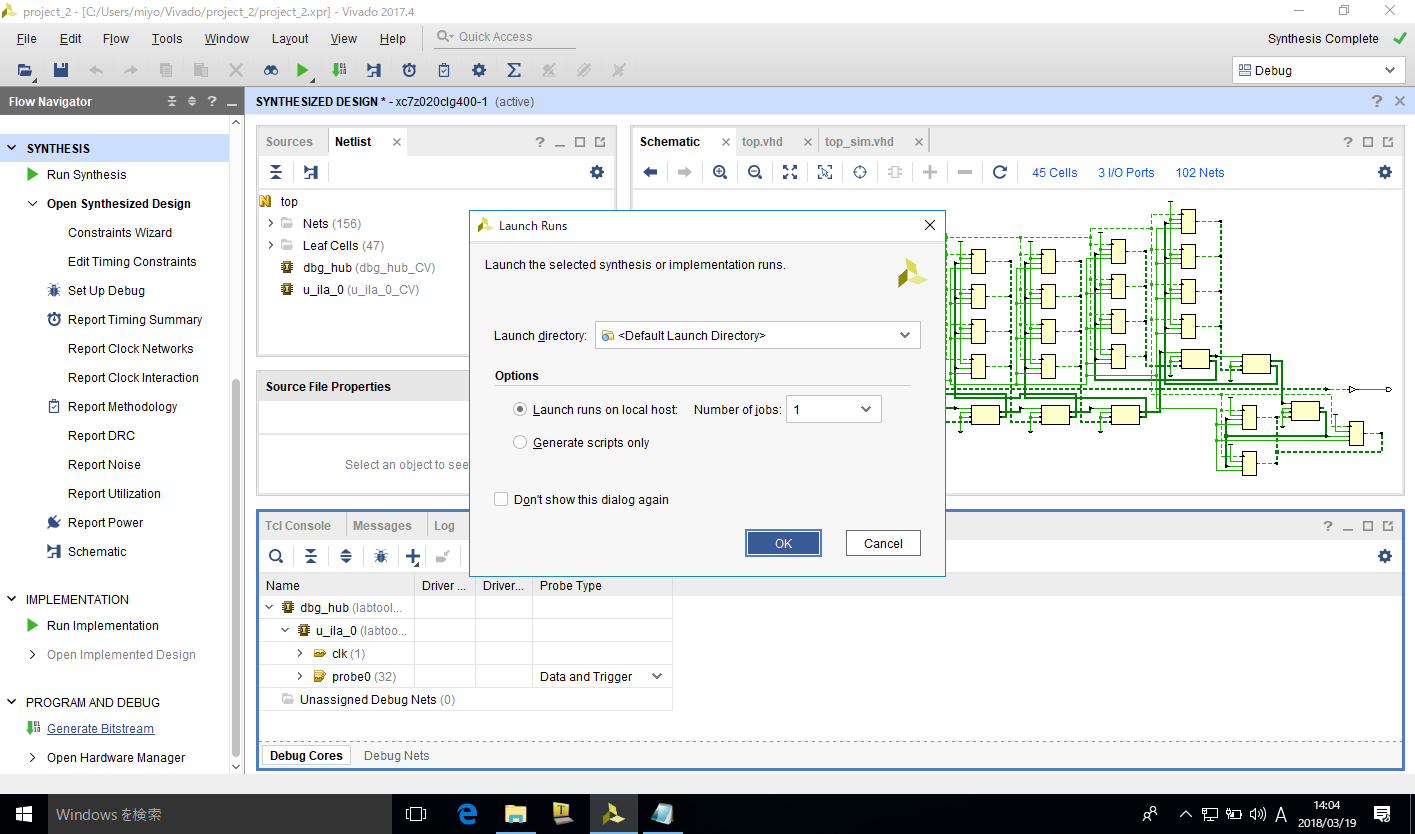 project_2 - [C:/Users/miyo/Vivado/project_2/project_2.xpr] - Vivado 2017.4
File Edit Flow Tools Window Layout View Help Quick Access
Synthesis Complete
Debug
Flow Navigator
SYNTHESIZED DESIGN * - xc7z020clg400-1 (active)
SYNTHESIS
Run Synthesis
Open Synthesized Design
Constraints Wizard
Edit Timing Constraints
Set Up Debug
Report Timing Summary
Report Clock Networks
Report Clock Interaction
Report Methodology
Report DRC
Report Noise
Report Utilization
Report Power
Schematic
IMPLEMENTATION
Run Implementation
Open Implemented Design
PROGRAM AND DEBUG
Generate Bitstream
Open Hardware Manager
Sources Netlist
top
Nets (156)
Leaf Cells (47)
dbg_hub (dbg_hub_CV)
u_ila_0 (u_ila_0_CV)
Source File Properties
Select an object to see
Schematic top.vhd top_sim.vhd
45 Cells 3 I/O Ports 102 Nets
Launch Runs
Launch the selected synthesis or implementation runs.
Launch directory: <Default Launch Directory>
Options
Launch runs on local host: Number of jobs: 1
Generate scripts only
Don't show this dialog again
OK Cancel
Tcl Console Messages Log
Name Driver ... Driver... Probe Type
dbg_hub (labtool...
u_ila_0 (labtoo...
clk (1)
probe0 (32) Data and Trigger
Unassigned Debug Nets (0)
Debug Cores Debug Nets
Windows を検索
A
14:04
2018/03/19